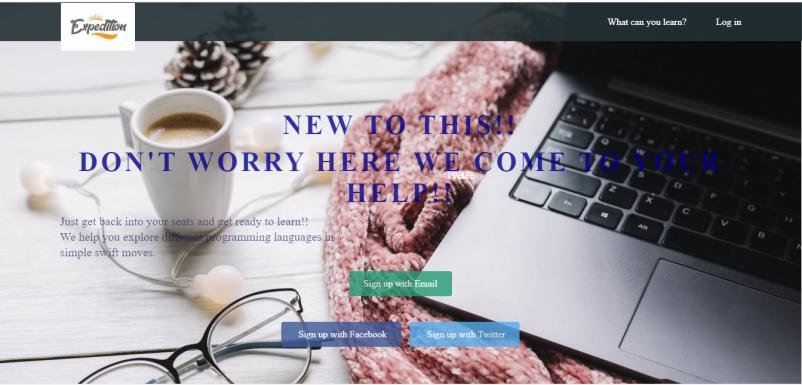 Expedition
What can you learn?
Log in
NEW TO THIS!!
DON'T WORRY HERE WE COME TO YOUR
HELP!!
Just get back into your seats and get ready to learn!!
We help you explore different programming languages in
simple swift moves.
Sign up with Email
Sign up with Facebook
Sign up with Twitter